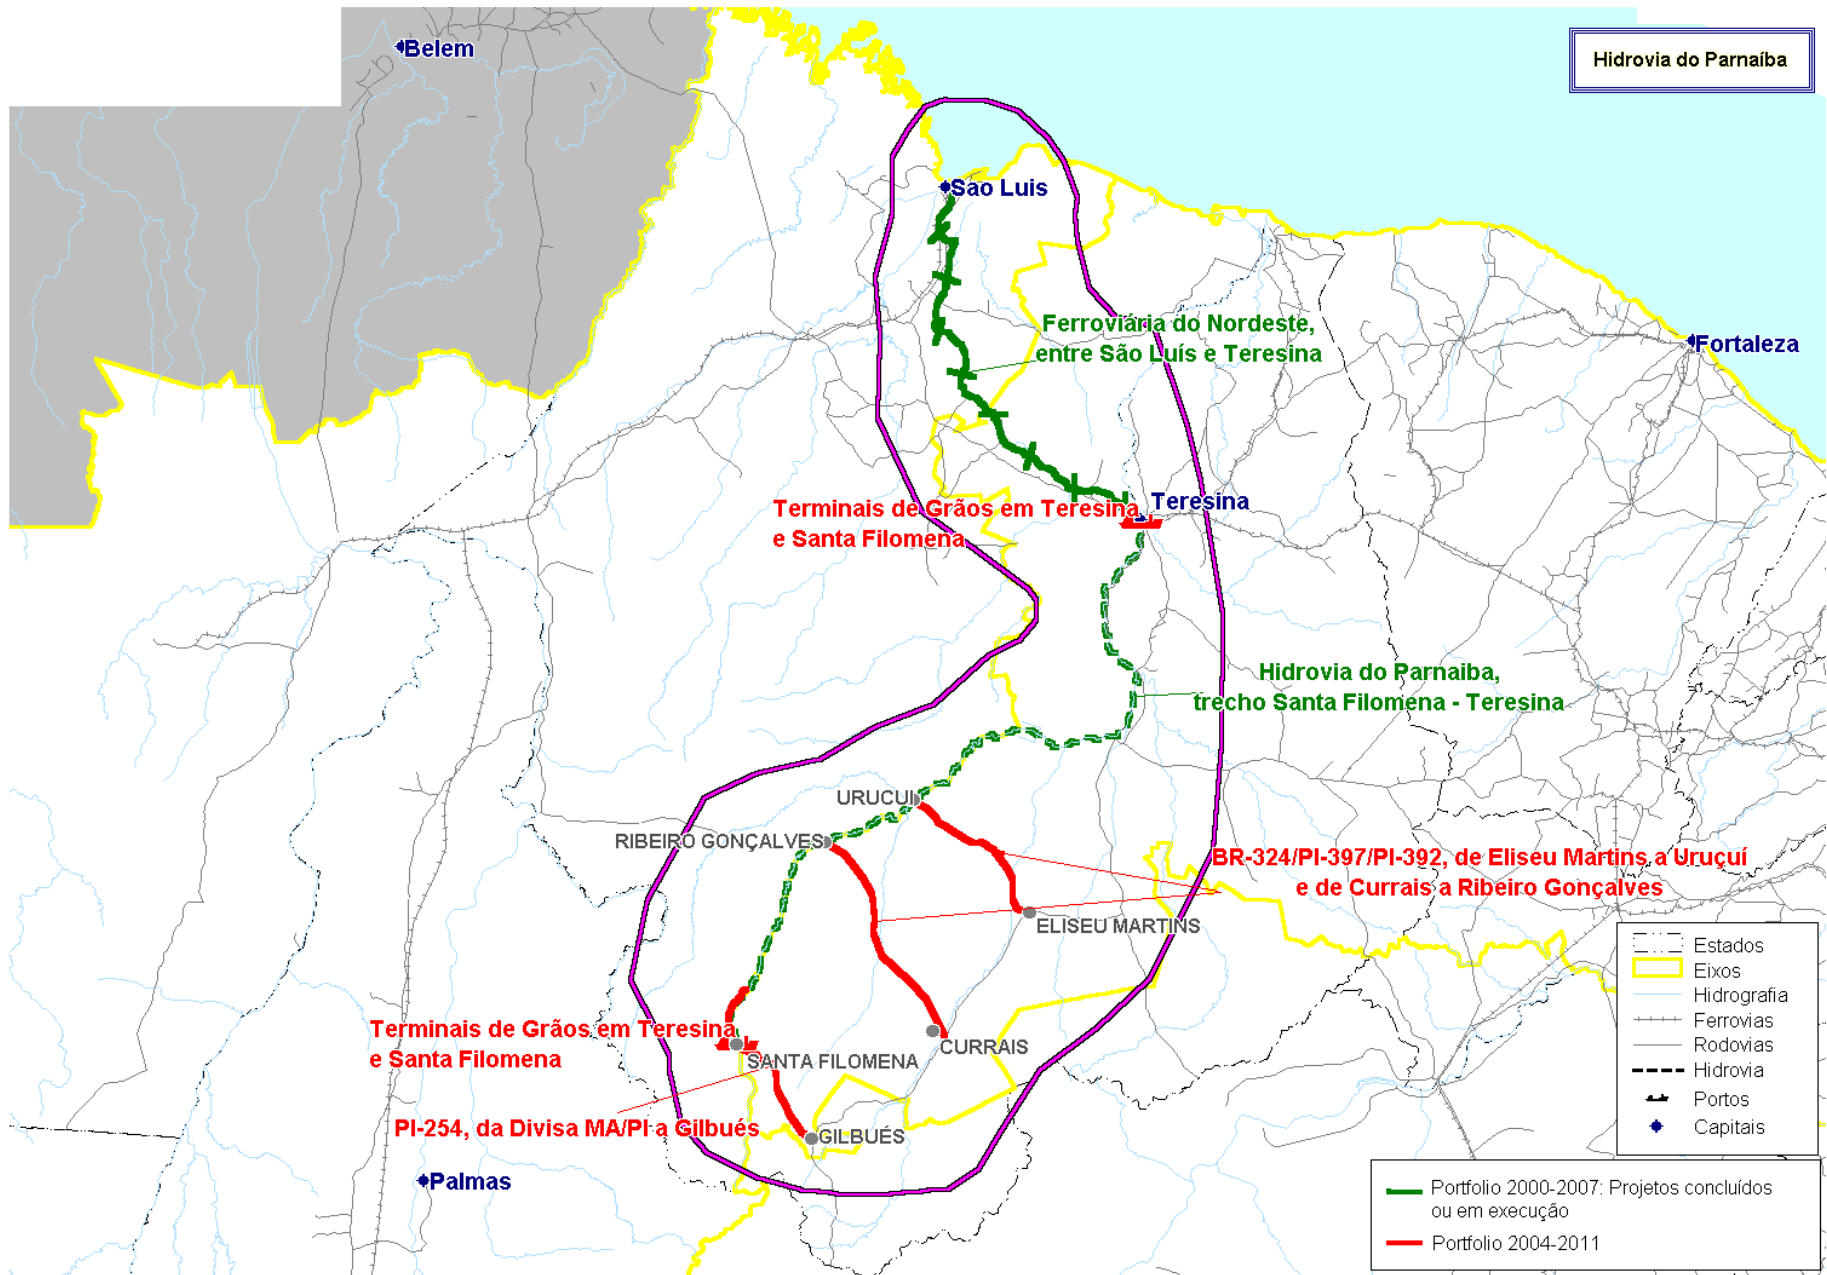 Belem
Hidrovia do Parnaíba
Sao Luis
Ferroviária do Nordeste,
entre São Luís e Teresina
Fortaleza
Teresina
Terminais de Grãos em Teresina
e Santa Filomena
Hidrovia do Parnaiba,
trecho Santa Filomena - Teresina
URUCUI
RIBEIRO GONÇALVES
BR-324/PI-397/PI-392, de Eliseu Martins a Uruçuí
e de Currais a Ribeiro Gonçalves
ELISEU MARTINS
Terminais de Grãos em Teresina
e Santa Filomena
CURRAIS
SANTA FILOMENA
PI-254, da Divisa MA/PI a Gilbués
GILBUÉS
Palmas
Estados
Eixos
Hidrografia
Ferrovias
Rodovias
Hidrovia
Portos
Capitais
Portfolio 2000-2007: Projetos concluídos
ou em execução
Portfolio 2004-2011